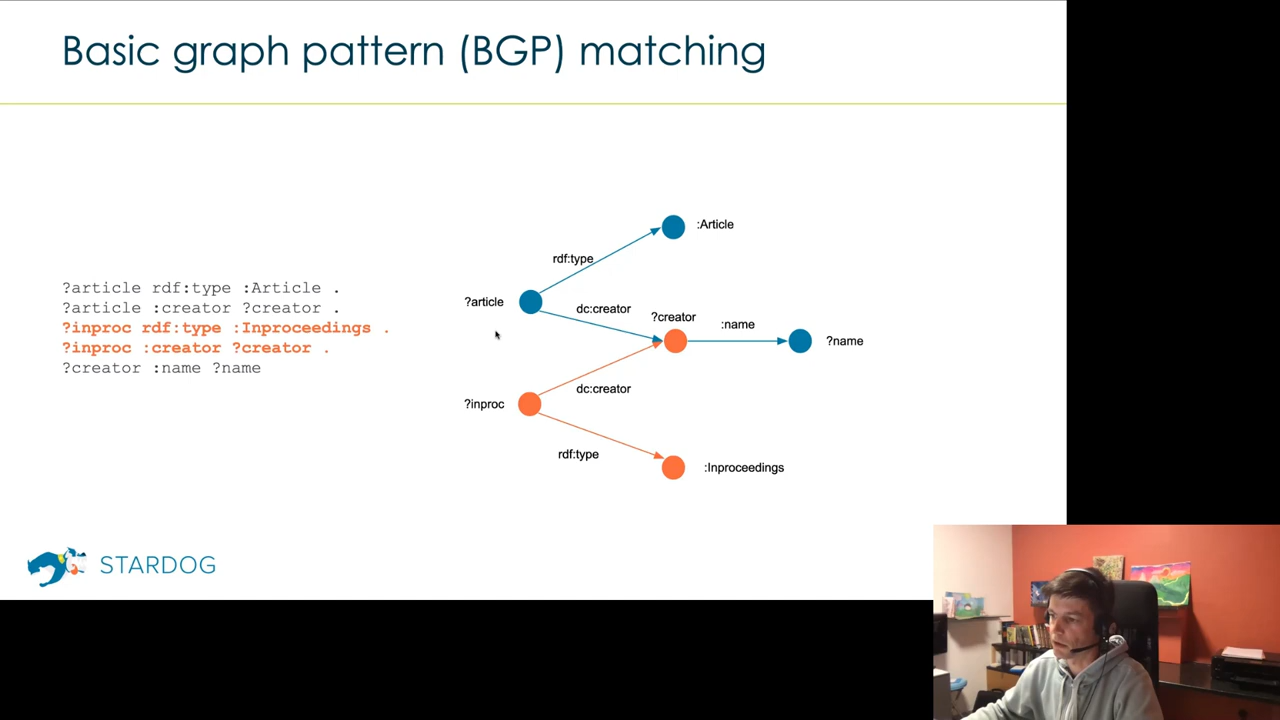 Basic graph pattern (BGP) matching
?article rdf:type :Article .
?article :creator ?creator .
?inproc rdf:type :Inproceedings .
?inproc :creator ?creator .
?creator :name ?name
:Article
rdf:type
?article
dc:creator
?creator
:name
?name
dc:creator
?inproc
rdf:type
:Inproceedings
STARDOG